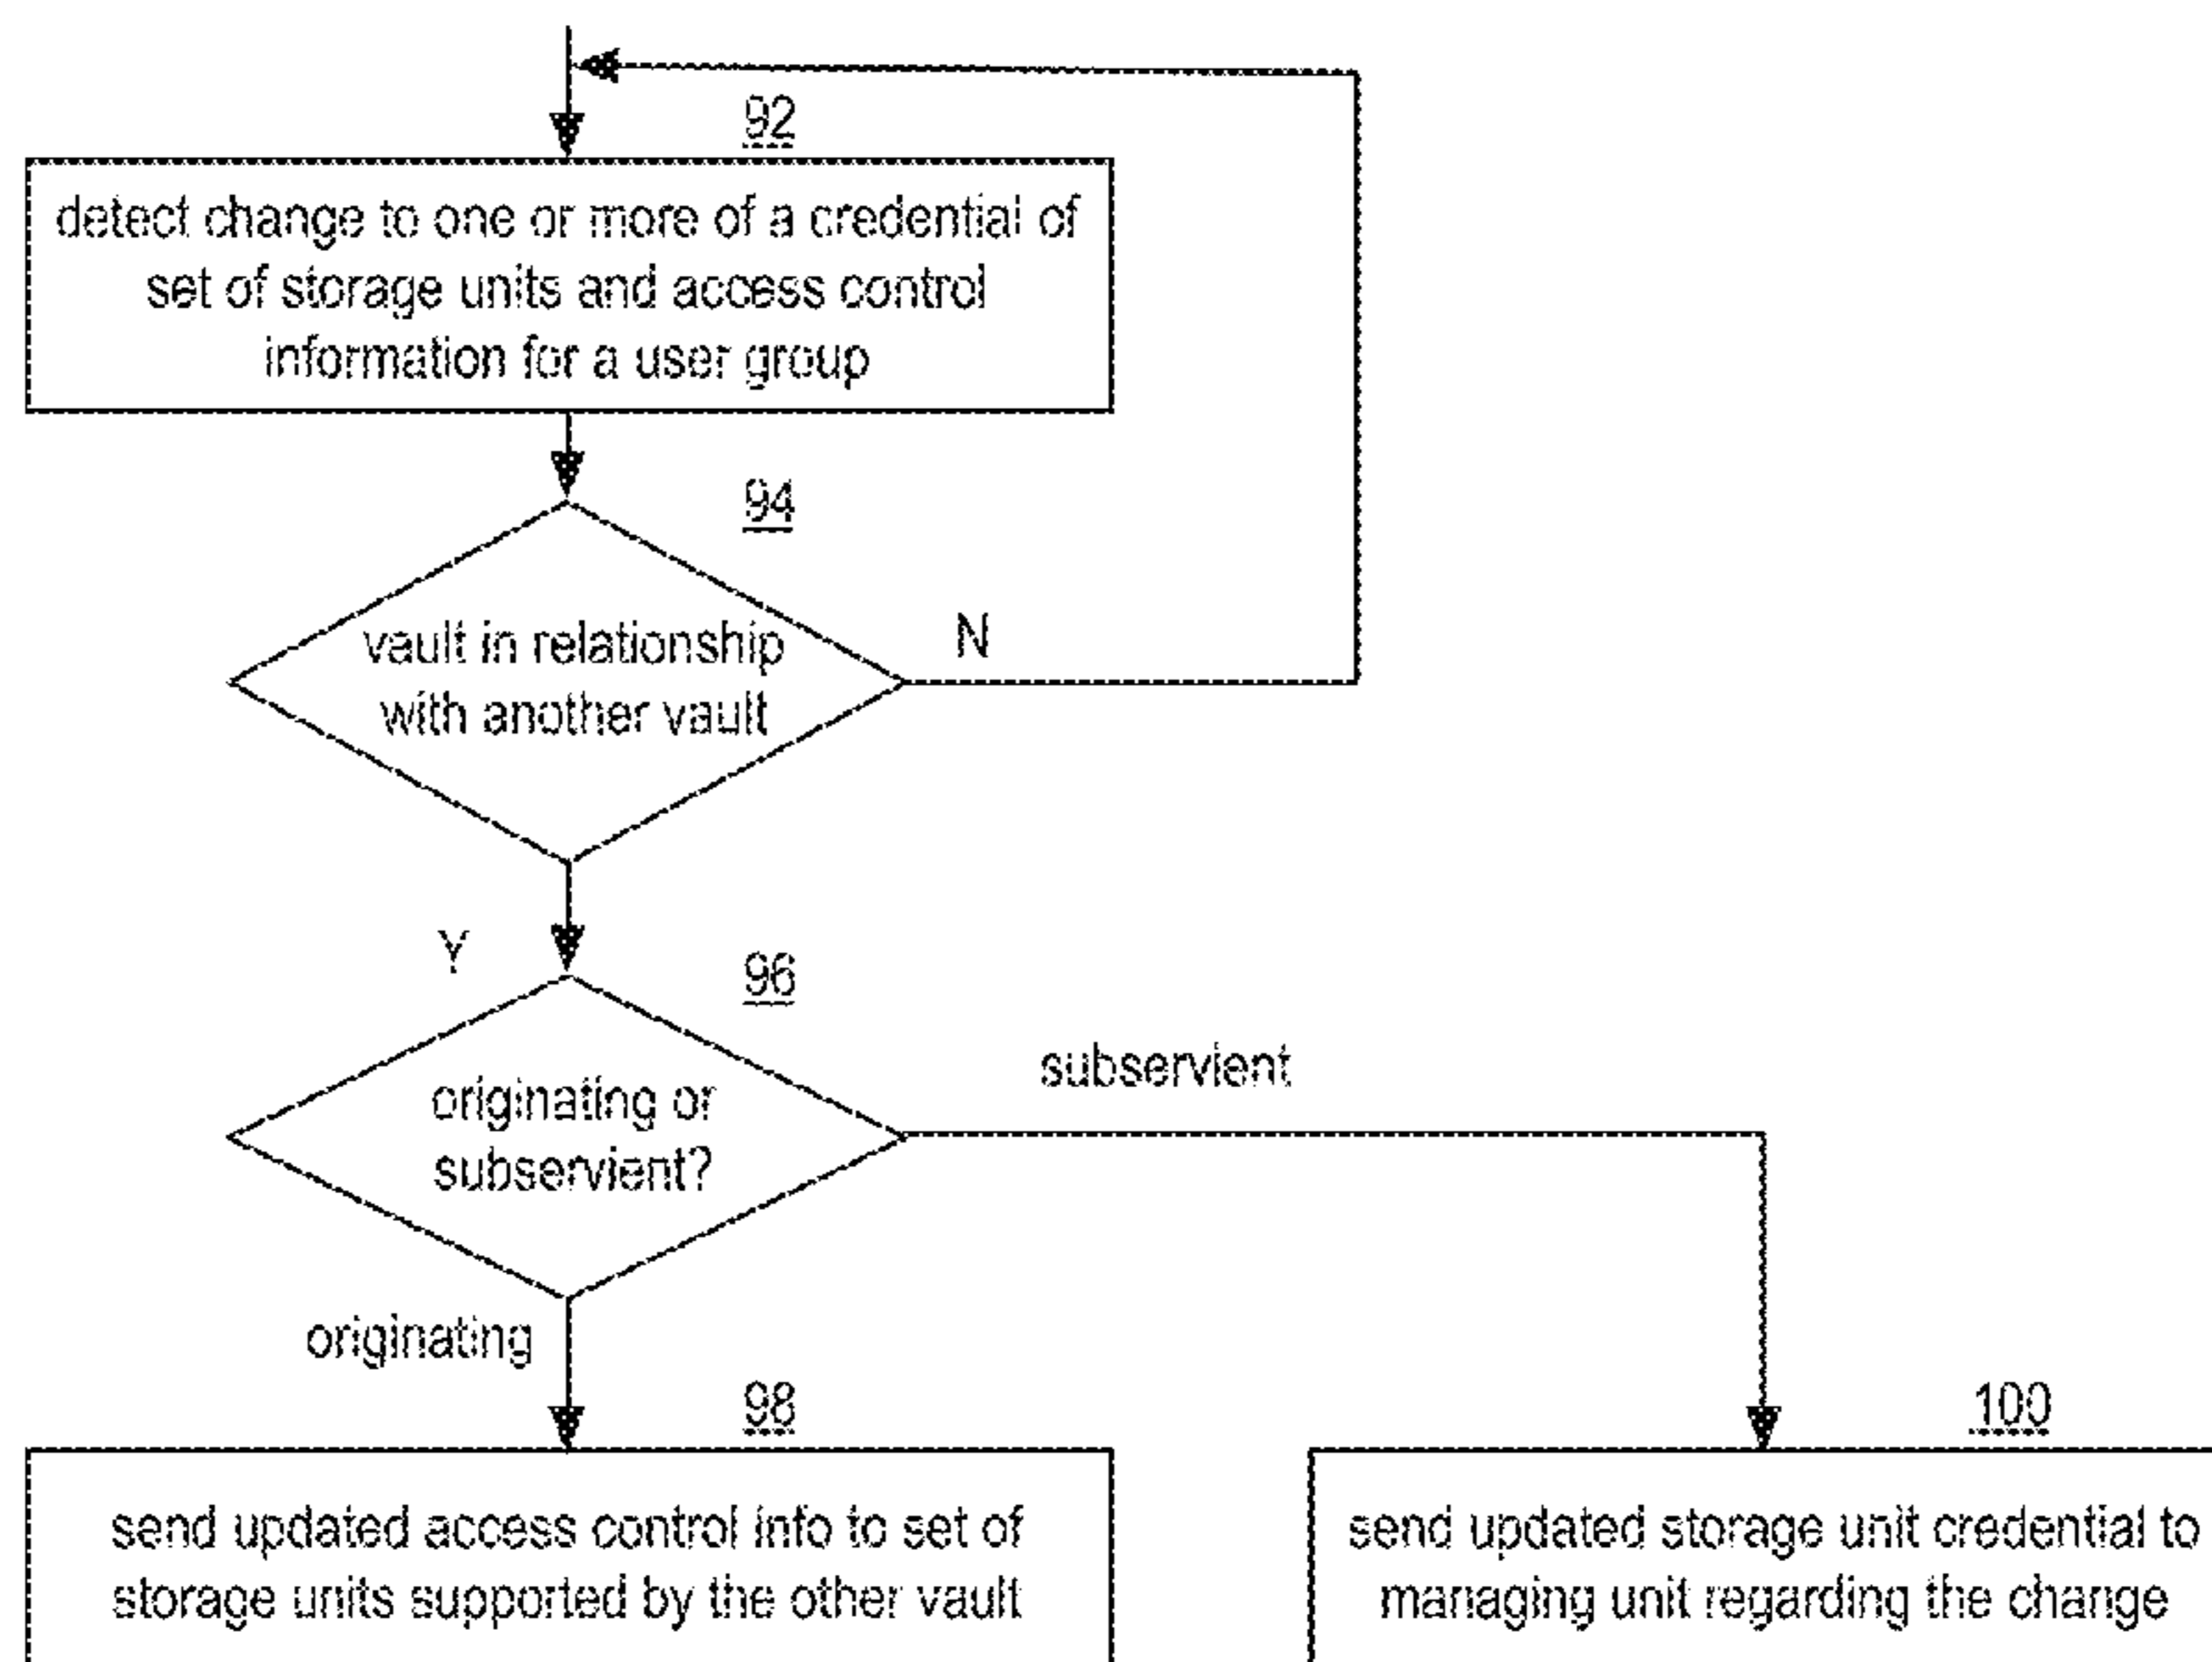 92
detect change to one or more of a credential of
set of storage units and access control
information for a user group
94
vault in relationship
with another vault
N
Y
96
originating or
subservient?
subservient
originating
98
send updated access control info to set of
storage units supported by the other vault
100
send updated storage unit credential to
managing unit regarding the change